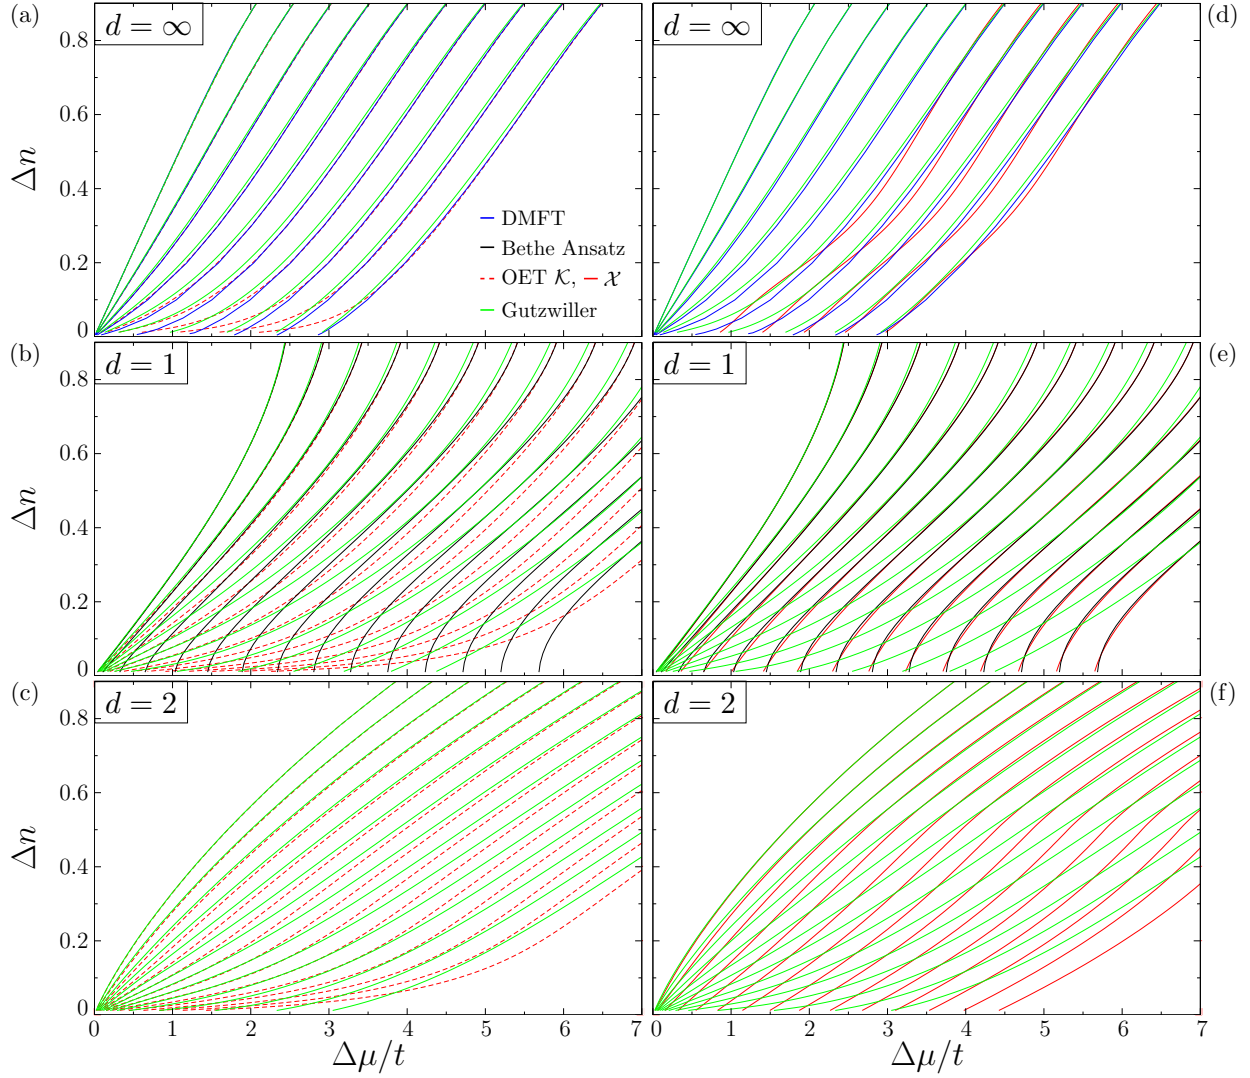 (a)
d = ∞
0.8
0.6
0.4
0.2
0
Δn
DMFT
Bethe Ansatz
OET 𝒦, 𝒳
Gutzwiller
(d)
d = ∞
(b)
d = 1
0.8
0.6
0.4
0.2
0
Δn
(e)
d = 1
(c)
d = 2
0.8
0.6
0.4
0.2
0
Δn
0 1 2 3 4 5 6 7
Δμ/t
(f)
d = 2
0 1 2 3 4 5 6 7
Δμ/t